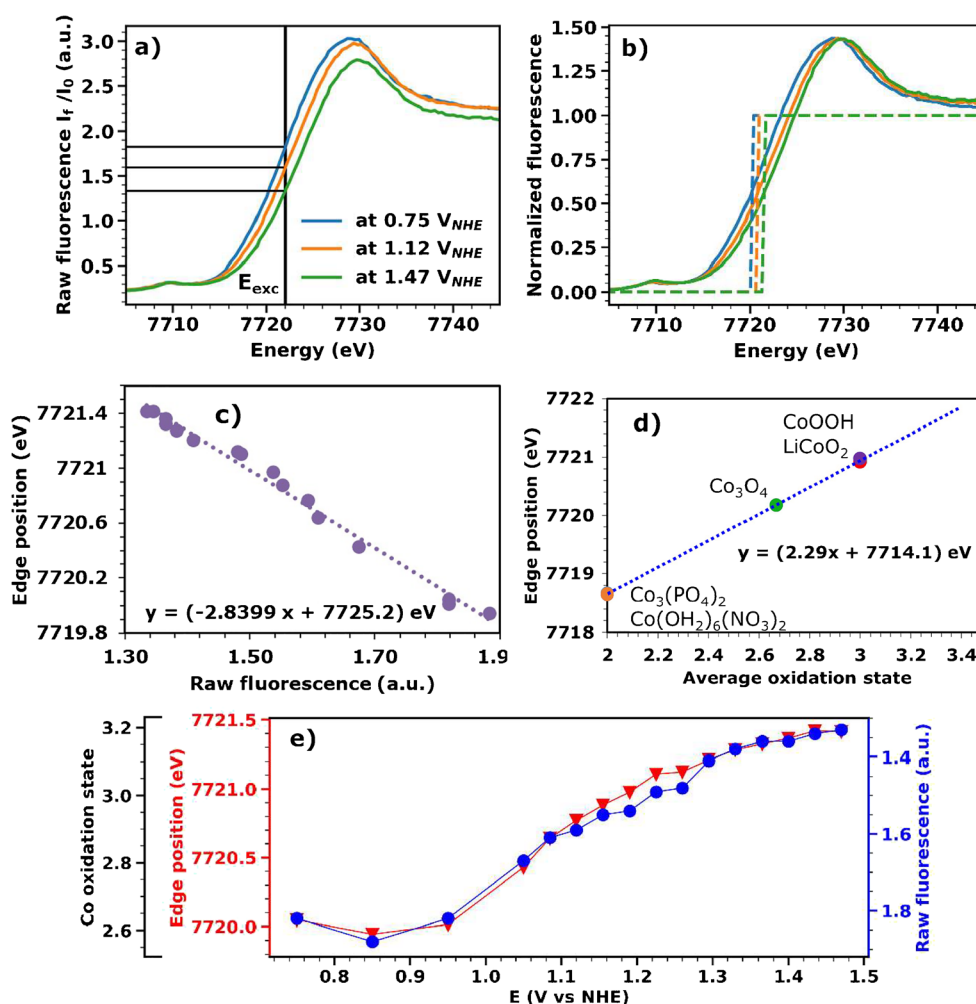 a)
Raw fluorescence I_f /I_0 (a.u.)
3.0
2.5
2.0
1.5
1.0
0.5
at 0.75 V_NHE
at 1.12 V_NHE
at 1.47 V_NHE
E_exc
7710 7720 7730 7740
Energy (eV)
b)
Normalized fluorescence
1.50
1.25
1.00
0.75
0.50
0.25
0.00
7710 7720 7730 7740
Energy (eV)
c)
Edge position (eV)
7721.4
7721
7720.6
7720.2
7719.8
y = (-2.8399 x + 7725.2) eV
1.30 1.50 1.70 1.9
Raw fluorescence (a.u.)
d)
Edge position (eV)
7722
7721
7720
7719
7718
CoOOH
LiCoO₂
Co₃O₄
y = (2.29x + 7714.1) eV
Co₃(PO₄)₂
Co(OH₂)₆(NO₃)₂
2 2.2 2.4 2.6 2.8 3 3.2 3.4
Average oxidation state
e)
Co oxidation state
3.2
3.0
2.8
2.6
Edge position (eV)
7721.5
7721.0
7720.5
7720.0
Raw fluorescence (a.u.)
1.4
1.6
1.8
0.8 0.9 1.0 1.1 1.2 1.3 1.4 1.5
E (V vs NHE)